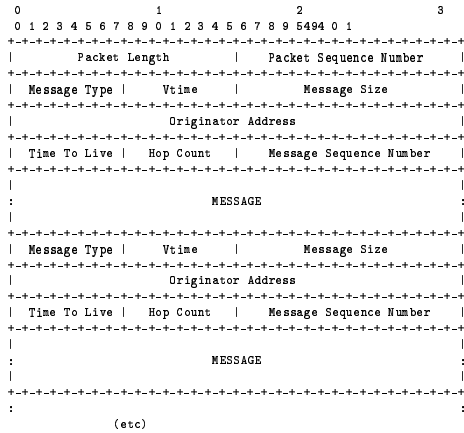 0                   1                   2                   3
0 1 2 3 4 5 6 7 8 9 0 1 2 3 4 5 6 7 8 9 5494 0 1
+-+-+-+-+-+-+-+-+-+-+-+-+-+-+-+-+-+-+-+-+-+-+-+-+-+-+-+-+-+-+-+-+
| Packet Length | Packet Sequence Number |
+-+-+-+-+-+-+-+-+-+-+-+-+-+-+-+-+-+-+-+-+-+-+-+-+-+-+-+-+-+-+-+-+
| Message Type | Vtime | Message Size |
+-+-+-+-+-+-+-+-+-+-+-+-+-+-+-+-+-+-+-+-+-+-+-+-+-+-+-+-+-+-+-+-+
| Originator Address |
+-+-+-+-+-+-+-+-+-+-+-+-+-+-+-+-+-+-+-+-+-+-+-+-+-+-+-+-+-+-+-+-+
| Time To Live | Hop Count | Message Sequence Number |
+-+-+-+-+-+-+-+-+-+-+-+-+-+-+-+-+-+-+-+-+-+-+-+-+-+-+-+-+-+-+-+-+
| |
: MESSAGE :
| |
+-+-+-+-+-+-+-+-+-+-+-+-+-+-+-+-+-+-+-+-+-+-+-+-+-+-+-+-+-+-+-+-+
| Message Type | Vtime | Message Size |
+-+-+-+-+-+-+-+-+-+-+-+-+-+-+-+-+-+-+-+-+-+-+-+-+-+-+-+-+-+-+-+-+
| Originator Address |
+-+-+-+-+-+-+-+-+-+-+-+-+-+-+-+-+-+-+-+-+-+-+-+-+-+-+-+-+-+-+-+-+
| Time To Live | Hop Count | Message Sequence Number |
+-+-+-+-+-+-+-+-+-+-+-+-+-+-+-+-+-+-+-+-+-+-+-+-+-+-+-+-+-+-+-+-+
| |
: MESSAGE :
| |
+-+-+-+-+-+-+-+-+-+-+-+-+-+-+-+-+-+-+-+-+-+-+-+-+-+-+-+-+-+-+-+-+
: :
(etc)